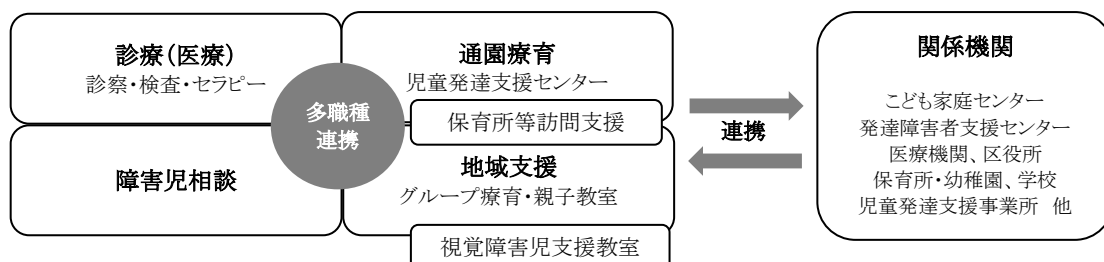 診療(医療)
診察・検査・セラピー
通園療育
児童発達支援センター
保育所等訪問支援
多職種
連携
障害児相談
地域支援
グループ療育・親子教室
視覚障害児支援教室
連携
関係機関
こども家庭センター
発達障害者支援センター
医療機関、区役所
保育所・幼稚園、学校
児童発達支援事業所 他